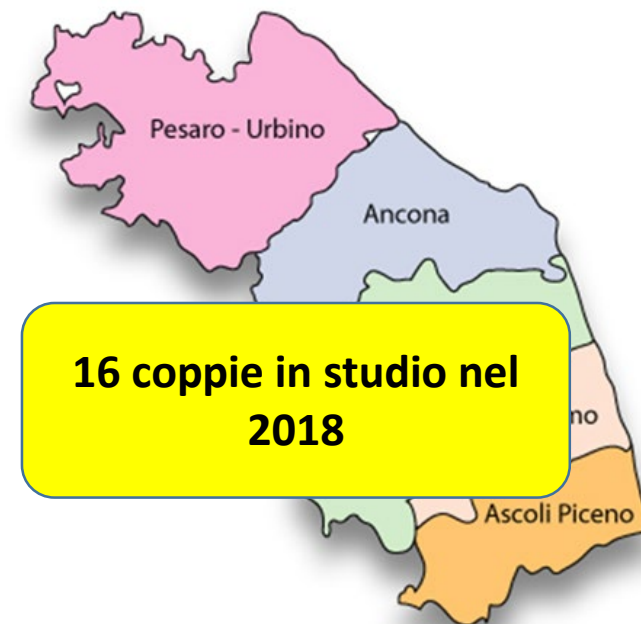 Pesaro - Urbino
Ancona
16 coppie in studio nel
2018
no
Ascoli Piceno